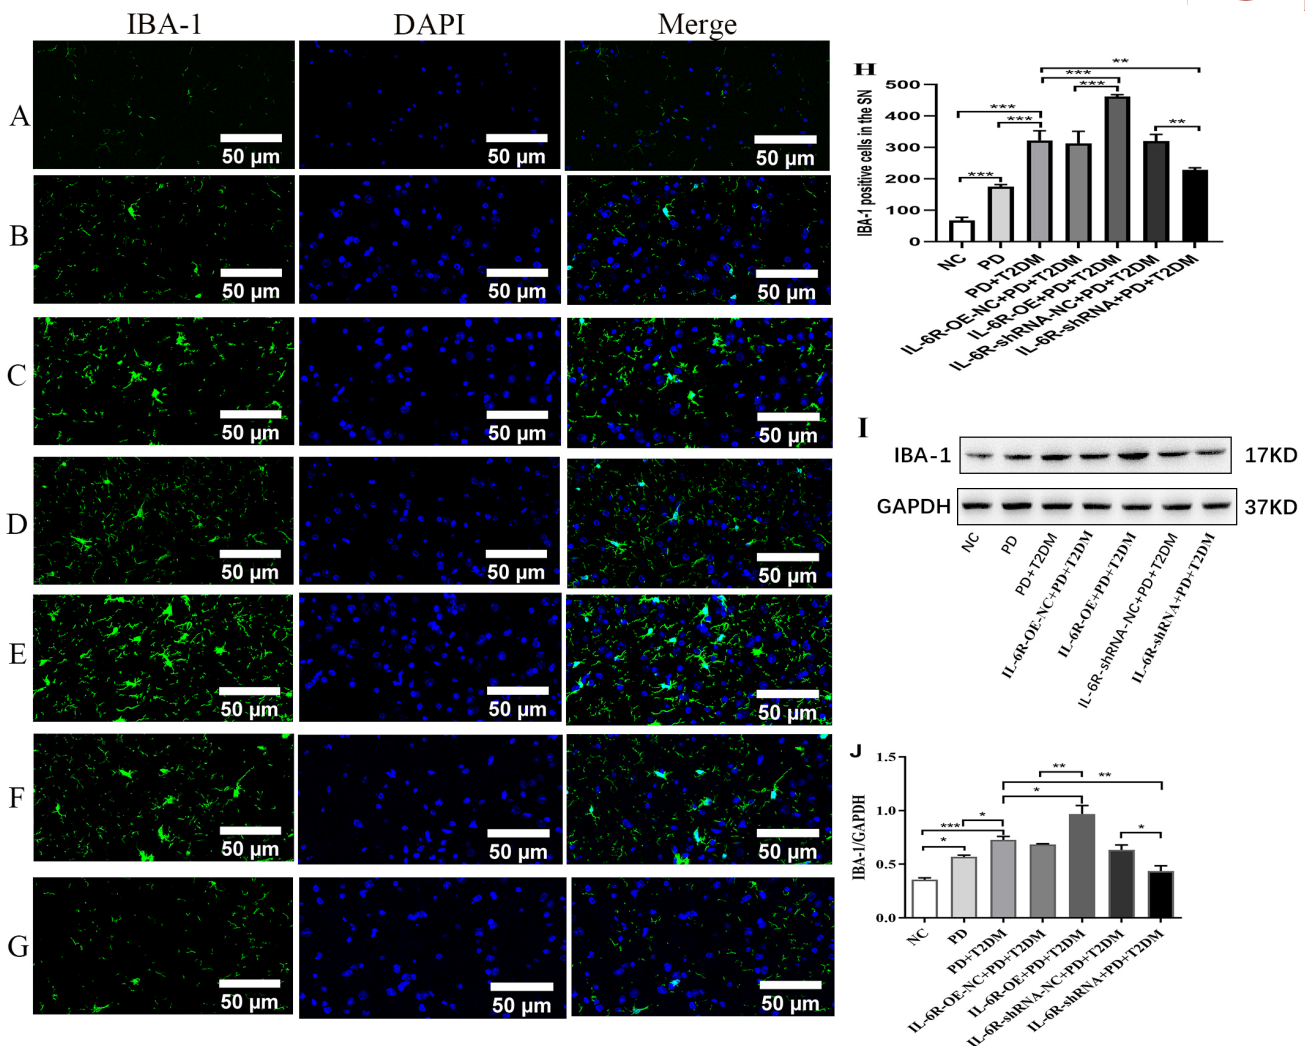 IBA-1 DAPI Merge
A 50 µm 50 µm 50 µm
B 50 µm 50 µm 50 µm
C 50 µm 50 µm 50 µm
D 50 µm 50 µm 50 µm
E 50 µm 50 µm 50 µm
F 50 µm 50 µm 50 µm
G 50 µm 50 µm 50 µm
H
IBA-1 positive cells in the SN
500
400
300
200
100
0
**
***
***
***
***
**
***
NC
PD
PD+T2DM
IL-6R-OE-NC+PD+T2DM
IL-6R-OE+PD+T2DM
IL-6R-shRNA-NC+PD+T2DM
IL-6R-shRNA+PD+T2DM
I
IBA-1 17KD
GAPDH 37KD
NC
PD
PD+T2DM
IL-6R-OE-NC+PD+T2DM
IL-6R-OE+PD+T2DM
IL-6R-shRNA-NC+PD+T2DM
IL-6R-shRNA+PD+T2DM
J
IBA-1/GAPDH
1.5
1.0
0.5
0.0
**
**
*
*
***
*
*
NC
PD
PD+T2DM
IL-6R-OE-NC+PD+T2DM
IL-6R-OE+PD+T2DM
IL-6R-shRNA-NC+PD+T2DM
IL-6R-shRNA+PD+T2DM